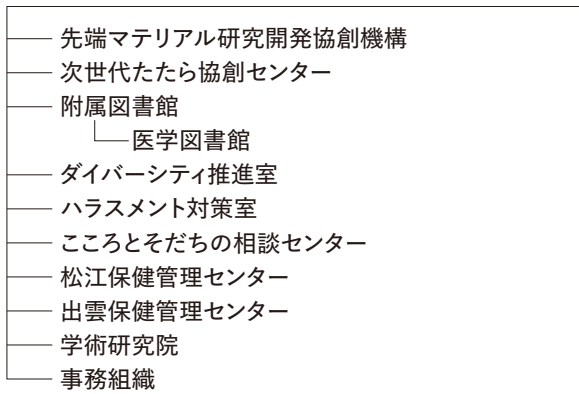 先端マテリアル研究開発協創機構
次世代たたら協創センター
附属図書館
医学図書館
ダイバーシティ推進室
ハラスメント対策室
こころとそだちの相談センター
松江保健管理センター
出雲保健管理センター
学術研究院
事務組織